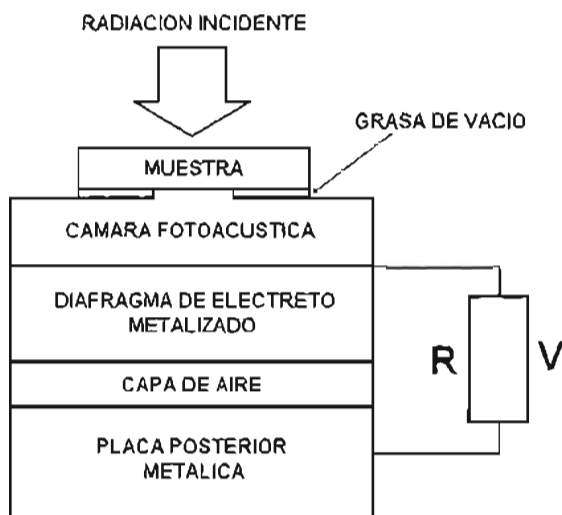 RADIACION INCIDENTE
GRASA DE VACIO
MUESTRA
CAMARA FOTOACUSTICA
DIAFRAGMA DE ELECTRETO
METALIZADO
R
V
CAPA DE AIRE
PLACA POSTERIOR
METALICA